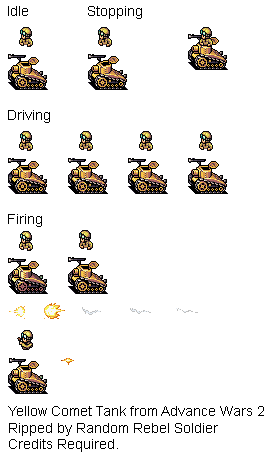 Idle
Stopping
Driving
Firing
Yellow Comet Tank from Advance Wars 2
Ripped by Random Rebel Soldier
Credits Required.